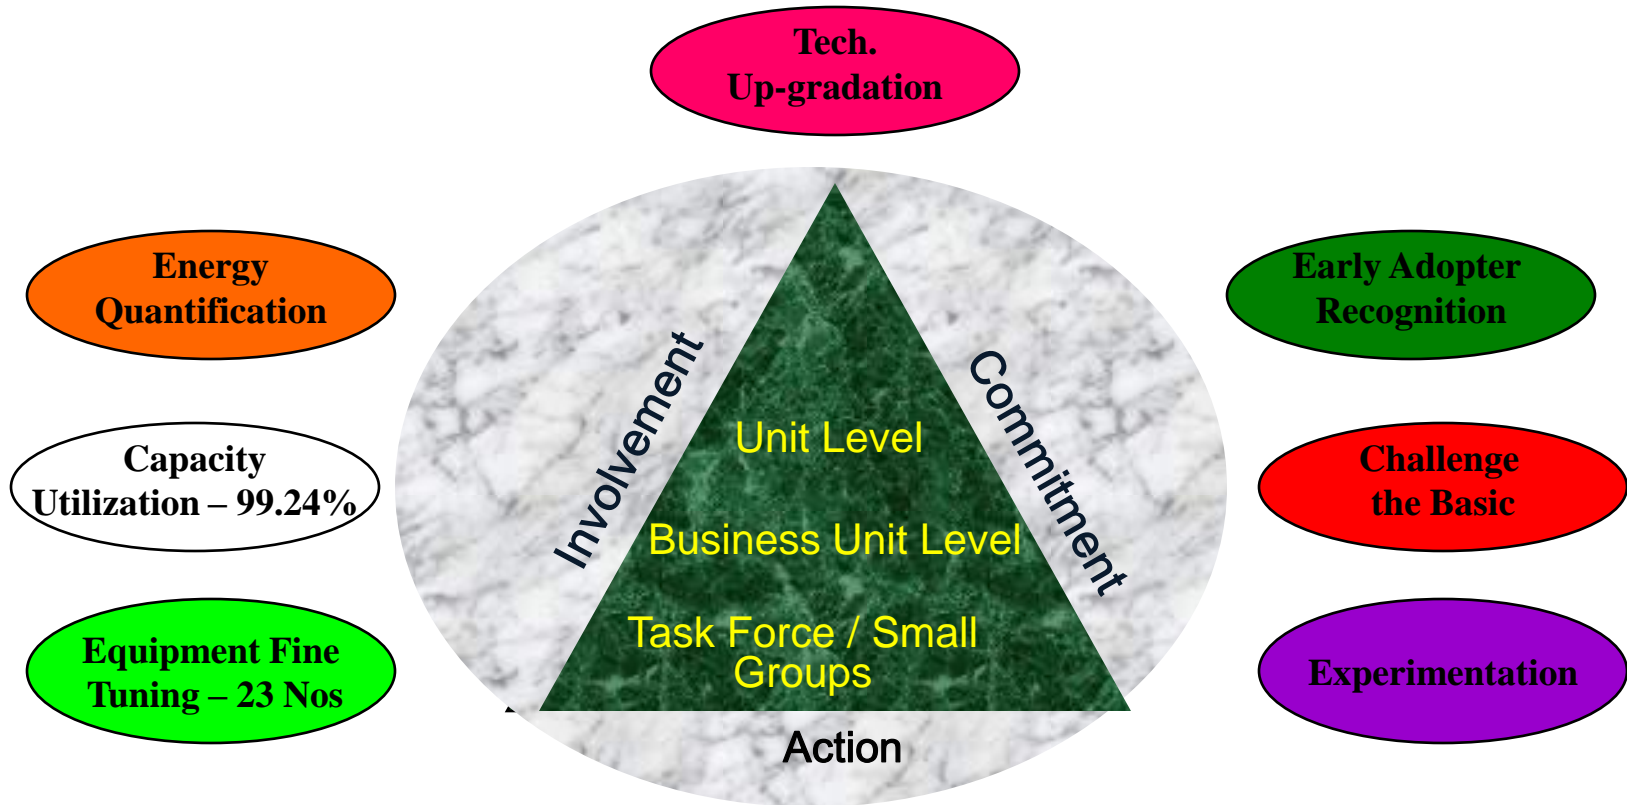 Tech.
Up-gradation
Energy
Quantification
Early Adopter
Recognition
Involvement
Commitment
Capacity
Utilization – 99.24%
Unit Level
Challenge
the Basic
Business Unit Level
Equipment Fine
Tuning – 23 Nos
Task Force / Small
Groups
Experimentation
Action